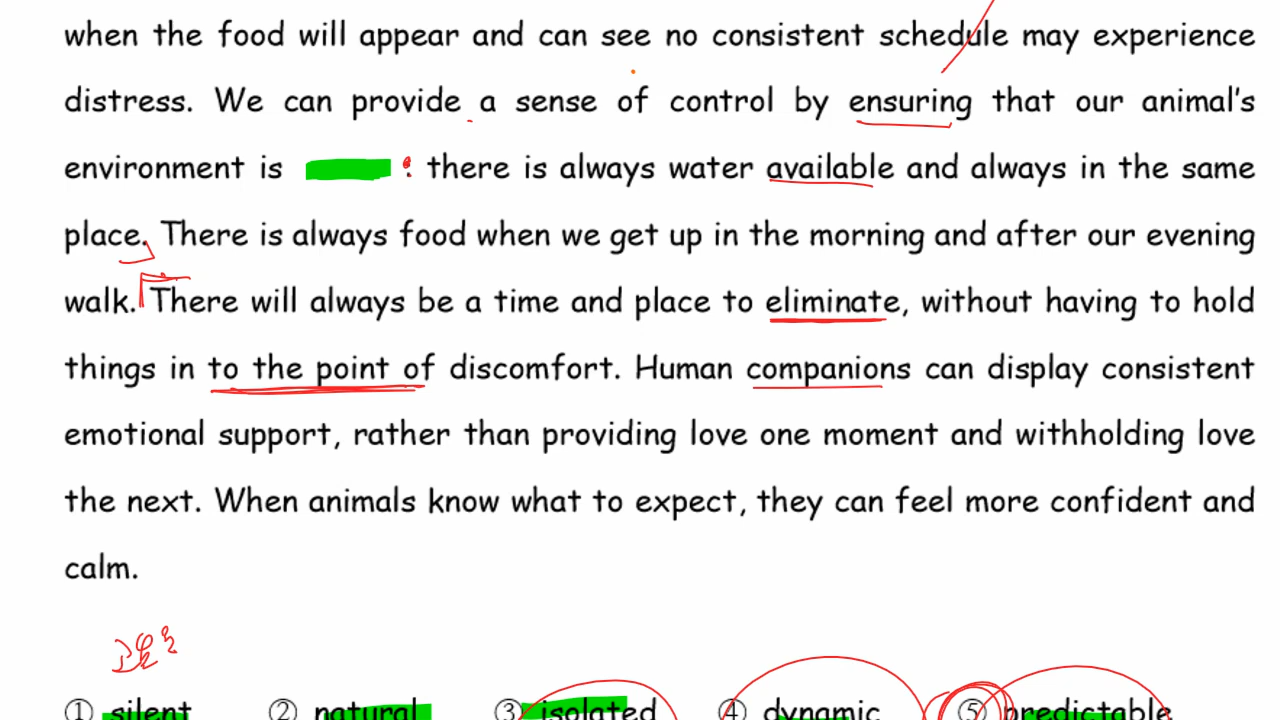 when the food will appear and can see no consistent schedule may experience
distress. We can provide a sense of control by ensuring that our animal's
environment is : there is always water available and always in the same
place. There is always food when we get up in the morning and after our evening
walk. There will always be a time and place to eliminate, without having to hold
things in to the point of discomfort. Human companions can display consistent
emotional support, rather than providing love one moment and withholding love
the next. When animals know what to expect, they can feel more confident and
calm.
① silent ② natural ③ isolated ④ dynamic ⑤ predictable